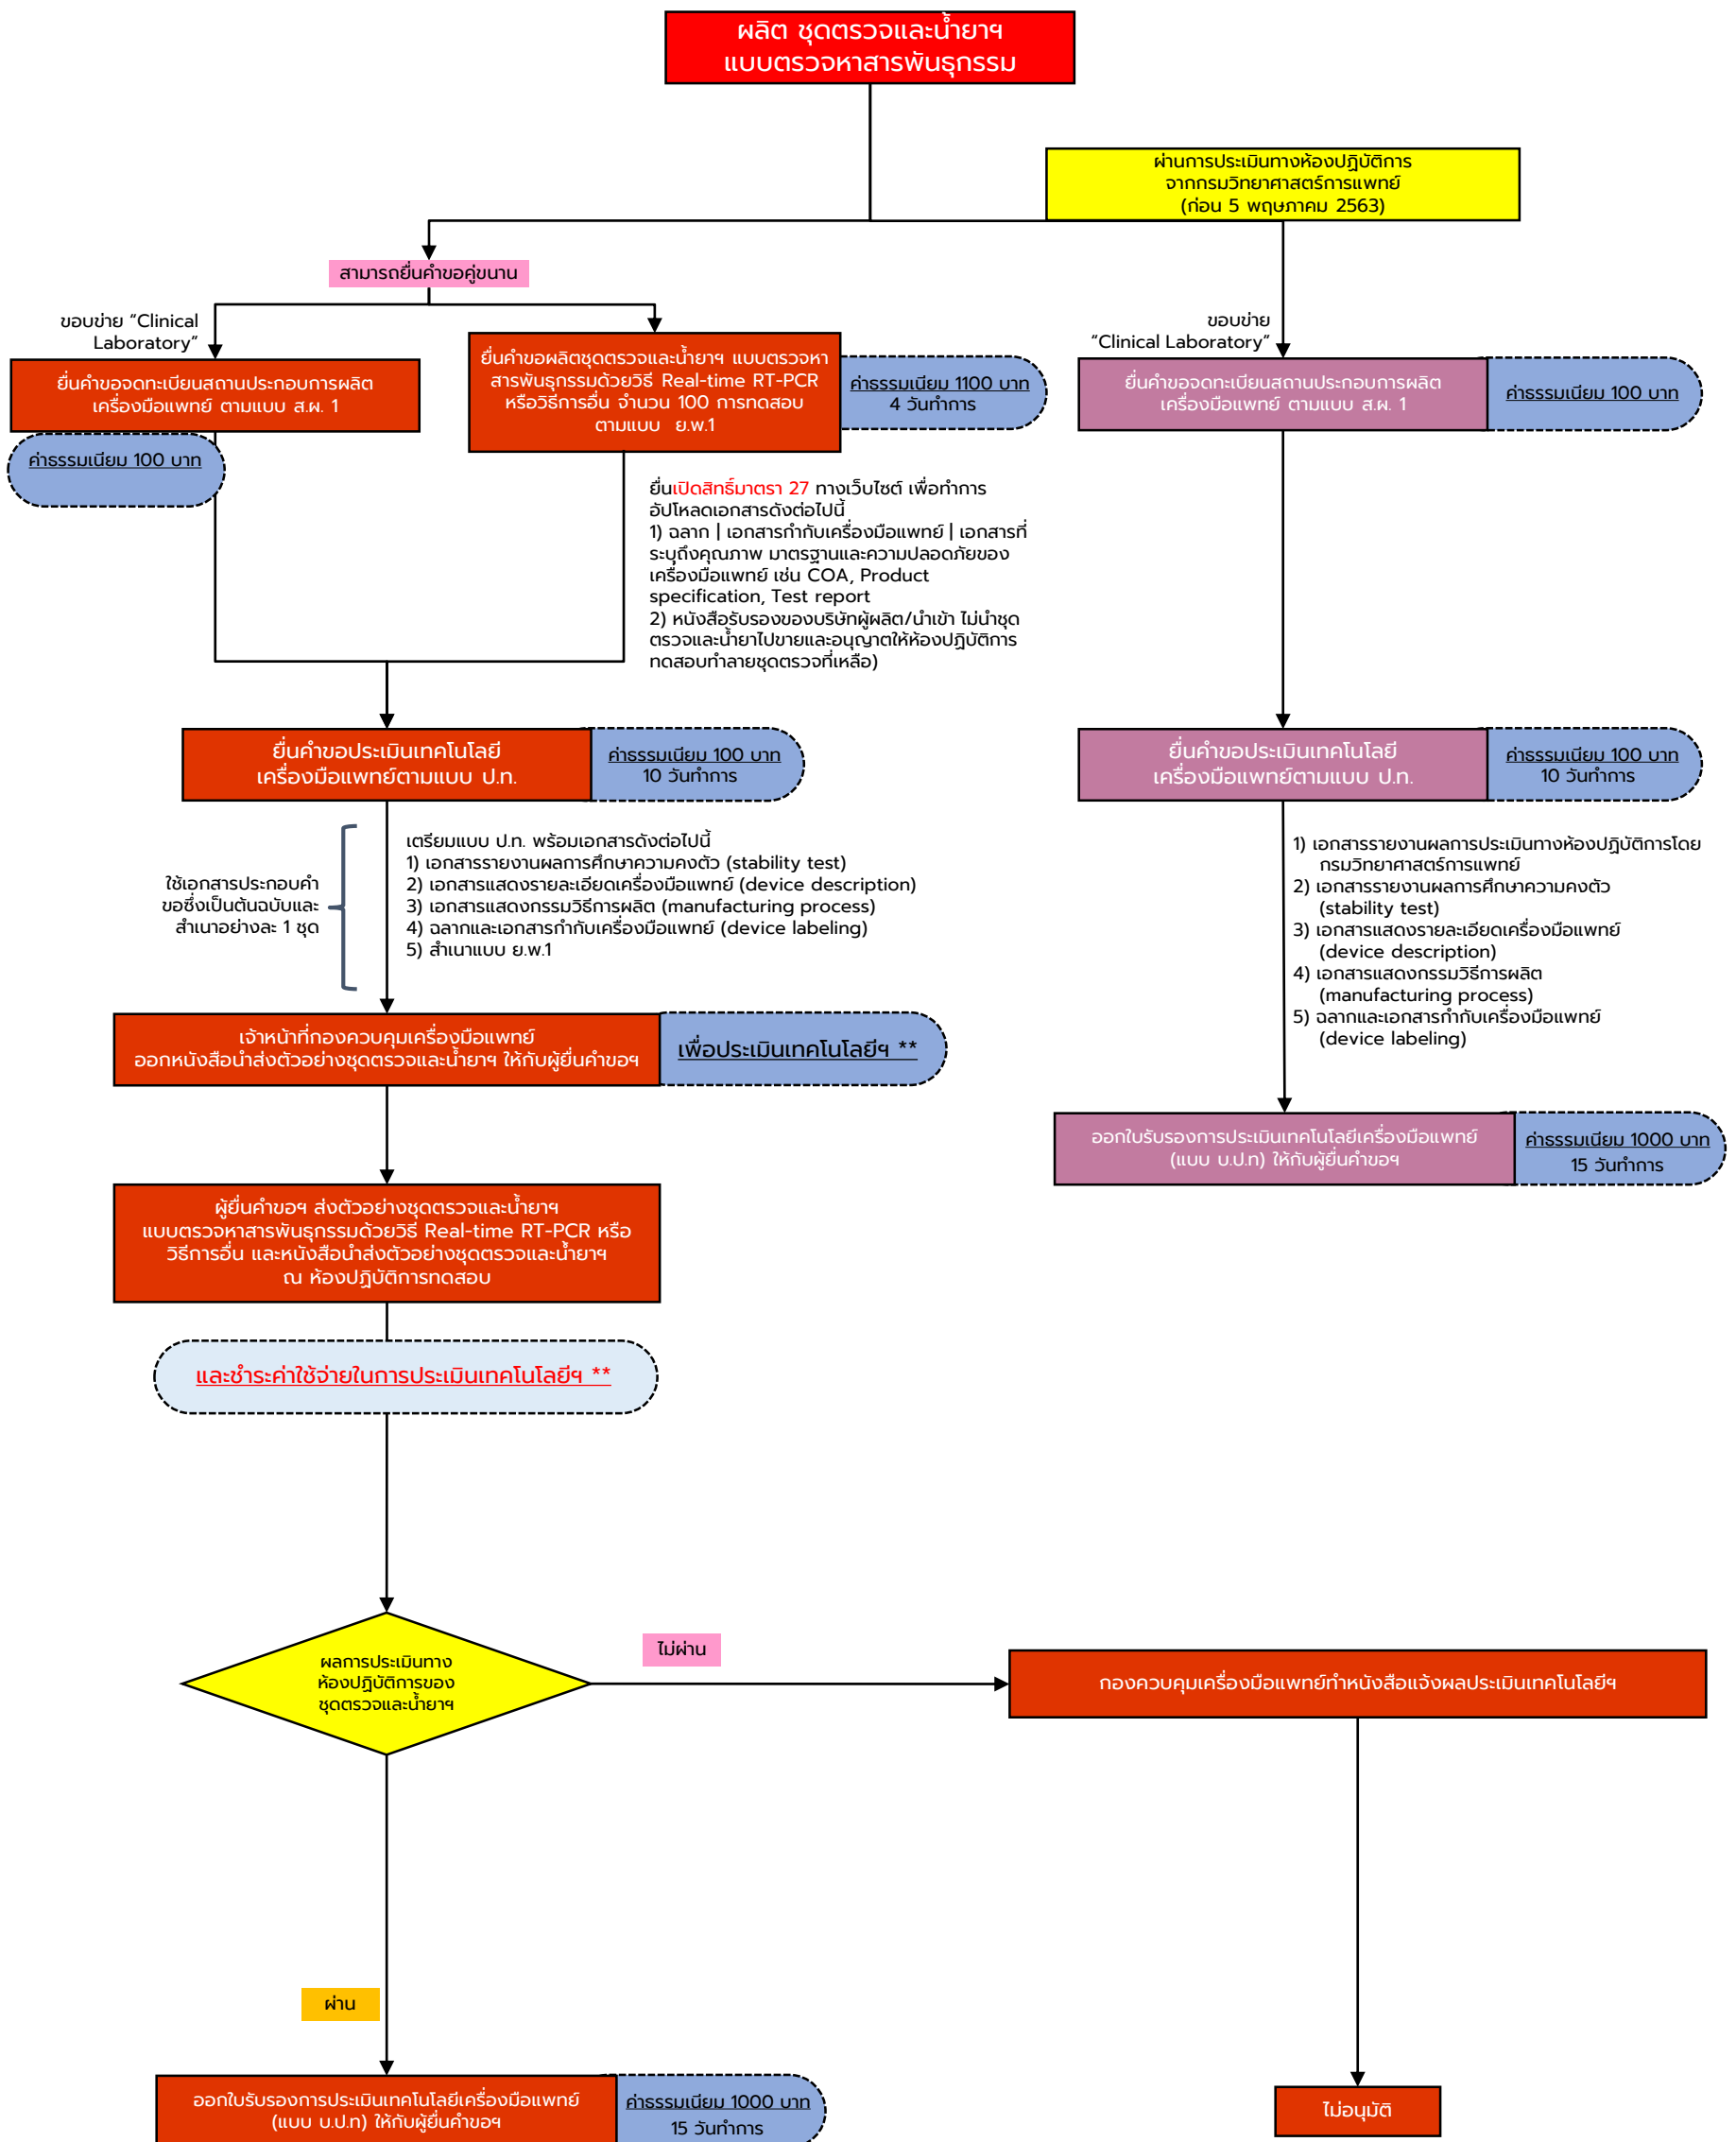 ผลิต ชุดตรวจและน้ำยาฯ
แบบตรวจหาสารพันธุกรรม
ผ่านการประเมินทางห้องปฏิบัติการ
จากกรมวิทยาศาสตร์การแพทย์
(ก่อน 5 พฤษภาคม 2563)
สามารถยื่นคำขอคู่ขนาน
ขอบข่าย “Clinical
Laboratory”
ยื่นคำขอจดทะเบียนสถานประกอบการผลิต
เครื่องมือแพทย์ ตามแบบ ส.ผ. 1
ค่าธรรมเนียม 100 บาท
ยื่นคำขอผลิตชุดตรวจและน้ำยาฯ แบบตรวจหา
สารพันธุกรรมด้วยวิธี Real-time RT-PCR
หรือวิธีการอื่น จำนวน 100 การทดสอบ
ตามแบบ ย.พ.1
ค่าธรรมเนียม 1100 บาท
4 วันทำการ
ขอบข่าย
“Clinical Laboratory”
ยื่นคำขอจดทะเบียนสถานประกอบการผลิต
เครื่องมือแพทย์ ตามแบบ ส.ผ. 1
ค่าธรรมเนียม 100 บาท
ยื่นเปิดสิทธิ์มาตรา 27 ทางเว็บไซต์ เพื่อทำการ
อัปโหลดเอกสารดังต่อไปนี้
1) ฉลาก | เอกสารกำกับเครื่องมือแพทย์ | เอกสารที่
ระบุถึงคุณภาพ มาตรฐานและความปลอดภัยของ
เครื่องมือแพทย์ เช่น COA, Product
specification, Test report
2) หนังสือรับรองของบริษัทผู้ผลิต/นำเข้า ไม่นำชุด
ตรวจและน้ำยาไปขายและอนุญาตให้ห้องปฏิบัติการ
ทดสอบทำลายชุดตรวจที่เหลือ)
ยื่นคำขอประเมินเทคโนโลยี
เครื่องมือแพทย์ตามแบบ ป.ท.
ค่าธรรมเนียม 100 บาท
10 วันทำการ
ยื่นคำขอประเมินเทคโนโลยี
เครื่องมือแพทย์ตามแบบ ป.ท.
ค่าธรรมเนียม 100 บาท
10 วันทำการ
ใช้เอกสารประกอบคำ
ขอซึ่งเป็นต้นฉบับและ
สำเนาอย่างละ 1 ชุด
เตรียมแบบ ป.ท. พร้อมเอกสารดังต่อไปนี้
1) เอกสารรายงานผลการศึกษาความคงตัว (stability test)
2) เอกสารแสดงรายละเอียดเครื่องมือแพทย์ (device description)
3) เอกสารแสดงกรรมวิธีการผลิต (manufacturing process)
4) ฉลากและเอกสารกำกับเครื่องมือแพทย์ (device labeling)
5) สำเนาแบบ ย.พ.1
1) เอกสารรายงานผลการประเมินทางห้องปฏิบัติการโดย
กรมวิทยาศาสตร์การแพทย์
2) เอกสารรายงานผลการศึกษาความคงตัว
(stability test)
3) เอกสารแสดงรายละเอียดเครื่องมือแพทย์
(device description)
4) เอกสารแสดงกรรมวิธีการผลิต
(manufacturing process)
5) ฉลากและเอกสารกำกับเครื่องมือแพทย์
(device labeling)
เจ้าหน้าที่กองควบคุมเครื่องมือแพทย์
ออกหนังสือนำส่งตัวอย่างชุดตรวจและน้ำยาฯ ให้กับผู้ยื่นคำขอฯ
เพื่อประเมินเทคโนโลยีฯ **
ออกใบรับรองการประเมินเทคโนโลยีเครื่องมือแพทย์
(แบบ บ.ป.ท) ให้กับผู้ยื่นคำขอฯ
ค่าธรรมเนียม 1000 บาท
15 วันทำการ
ผู้ยื่นคำขอฯ ส่งตัวอย่างชุดตรวจและน้ำยาฯ
แบบตรวจหาสารพันธุกรรมด้วยวิธี Real-time RT-PCR หรือ
วิธีการอื่น และหนังสือนำส่งตัวอย่างชุดตรวจและน้ำยาฯ
ณ ห้องปฏิบัติการทดสอบ
และชำระค่าใช้จ่ายในการประเมินเทคโนโลยีฯ **
ผลการประเมินทาง
ห้องปฏิบัติการของ
ชุดตรวจและน้ำยาฯ
ไม่ผ่าน
กองควบคุมเครื่องมือแพทย์ทำหนังสือแจ้งผลประเมินเทคโนโลยีฯ
ผ่าน
ออกใบรับรองการประเมินเทคโนโลยีเครื่องมือแพทย์
(แบบ บ.ป.ท) ให้กับผู้ยื่นคำขอฯ
ค่าธรรมเนียม 1000 บาท
15 วันทำการ
ไม่อนุมัติ